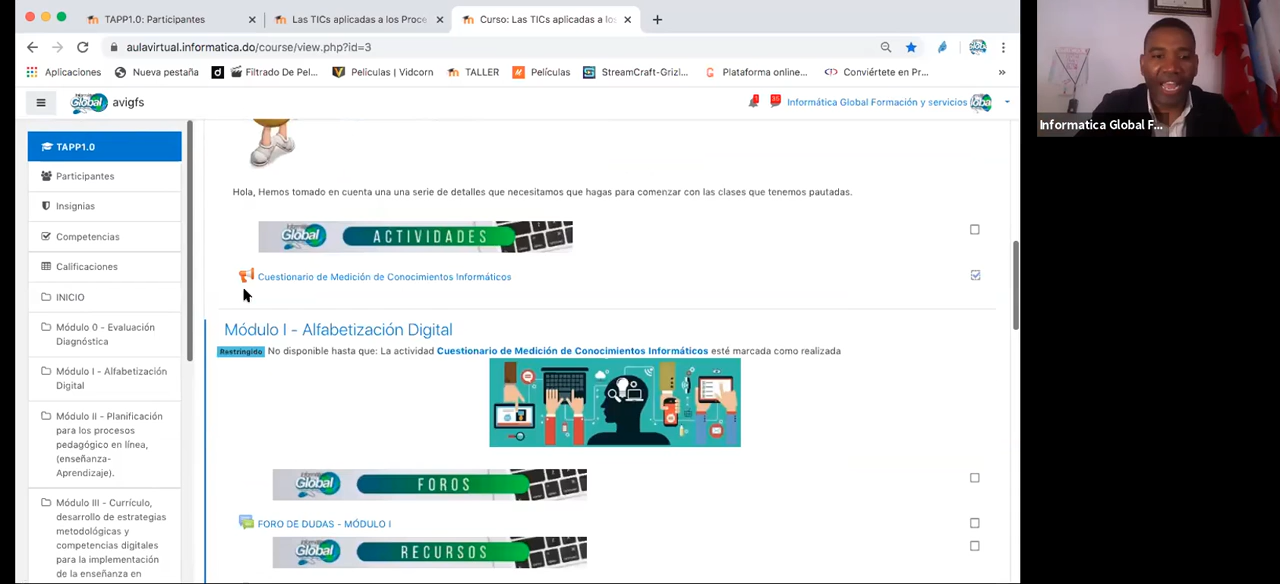 TAPP1.0: Participantes
Las TICs aplicadas a los Proce
Curso: Las TICs aplicadas a los
aulavirtual.informatica.do/course/view.php?id=3
Aplicaciones
Nueva pestaña
Filtrado De Pel...
Peliculas | Vidcorn
TALLER
Películas
StreamCraft-Grizl...
Plataforma online...
Conviértete en Pr...
»
Global
avigfs
Informática Global Formación y servicios
Informatica Global F...
TAPP1.0
Participantes
Insignias
Competencias
Calificaciones
INICIO
Módulo 0 - Evaluación
Diagnóstica
Módulo I - Alfabetización
Digital
Módulo II - Planificación
para los procesos
pedagógico en línea,
(enseñanza-
Aprendizaje).
Módulo III - Currículo,
desarrollo de estrategias
metodológicas y
competencias digitales
para la implementación
de la enseñanza en
Hola, Hemos tomado en cuenta una una serie de detalles que necesitamos que hagas para comenzar con las clases que tenemos pautadas.
Global
ACTIVIDADES
Cuestionario de Medición de Conocimientos Informáticos
Módulo I - Alfabetización Digital
Restringido No disponible hasta que: La actividad Cuestionario de Medición de Conocimientos Informáticos esté marcada como realizada
Global
FOROS
FORO DE DUDAS - MÓDULO I
Global
RECURSOS